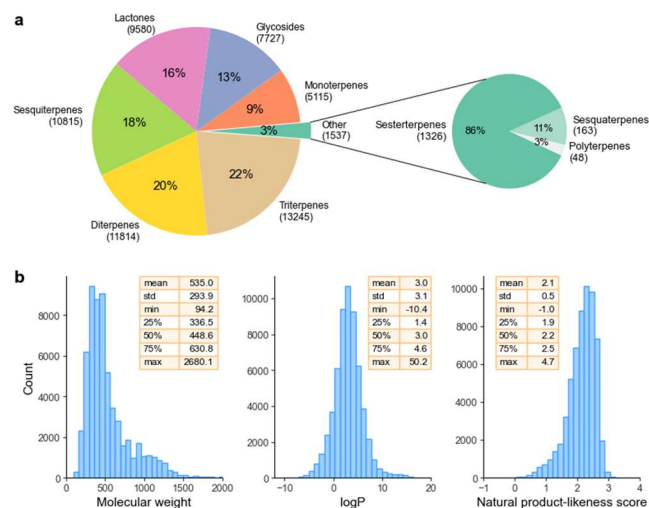 a
Lactones
(9580)
Glycosides
(7727)
16%
13%
Monoterpenes
(5115)
9%
Sesquiterpenes
(10815)
18%
3%
Other
(1537)
20%
22%
Diterpenes
(11814)
Triterpenes
(13245)
Sesterterpenes
(1326)
86%
11%
3%
Sesquaterpenes
(163)
Polyterpenes
(48)
b
Count
8000
6000
4000
2000
0
mean 535.0
std 293.9
min 94.2
25% 336.5
50% 448.6
75% 630.8
max 2680.1
0 500 1000 1500 2000
Molecular weight
10000
8000
6000
4000
2000
0
mean 3.0
std 3.1
min -10.4
25% 1.4
50% 3.0
75% 4.6
max 50.2
−10 0 10 20
logP
10000
8000
6000
4000
2000
0
mean 2.1
std 0.5
min -1.0
25% 1.9
50% 2.2
75% 2.5
max 4.7
−1 0 1 2 3 4
Natural product-likeness score